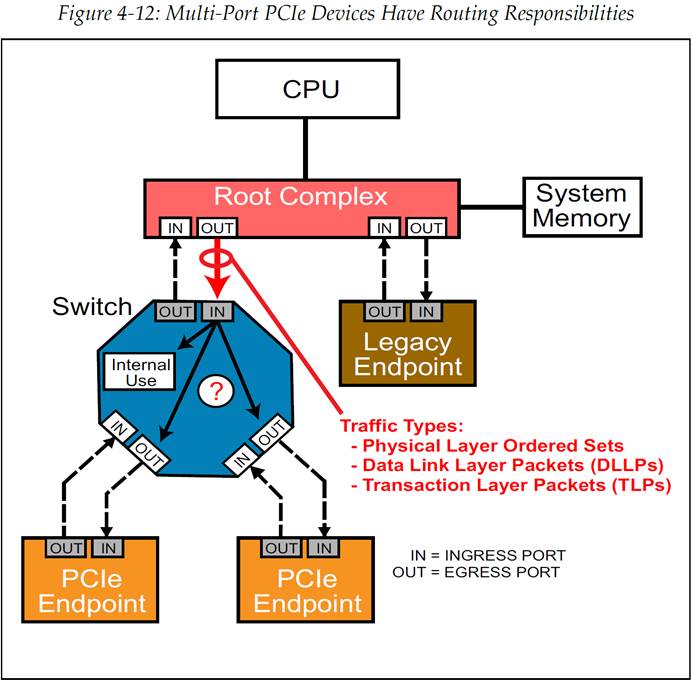 Figure 4-12: Multi-Port PCIe Devices Have Routing Responsibilities
CPU
Root Complex
System
Memory
IN
OUT
IN
OUT
Switch
OUT
IN
OUT
IN
Legacy
Endpoint
Internal
Use
?
IN
OUT
IN
OUT
Traffic Types:
- Physical Layer Ordered Sets
- Data Link Layer Packets (DLLPs)
- Transaction Layer Packets (TLPs)
OUT
IN
PCIe
Endpoint
OUT
IN
PCIe
Endpoint
IN = INGRESS PORT
OUT = EGRESS PORT